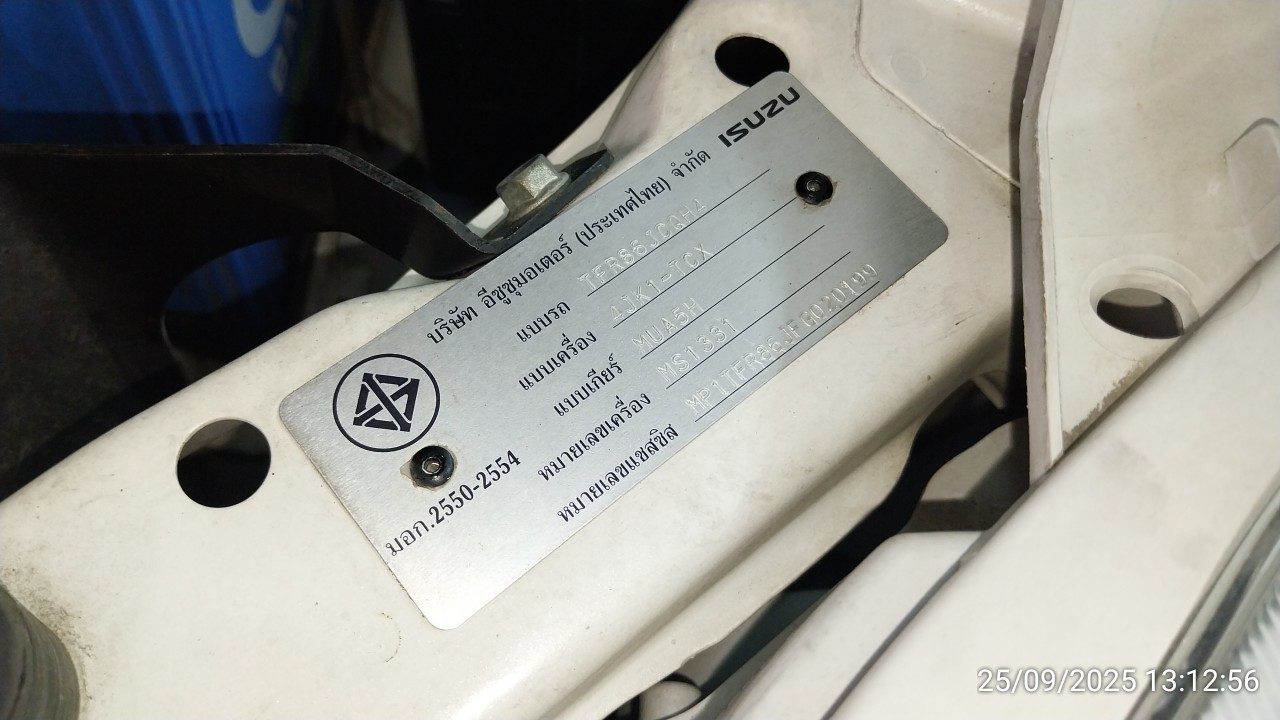 ISUZU
บริษัท อีซูซุมอเตอร์ (ประเทศไทย) จำกัด
แบบรถ TFR86JCQH4
แบบเครื่อง 4JK1-TCX
แบบเกียร์ MUA5H
หมายเลขเครื่อง MS1331
หมายเลขแชสซิส MP1TFR86JFG020199
มอก.2550-2554
25/09/2025 13:12:56